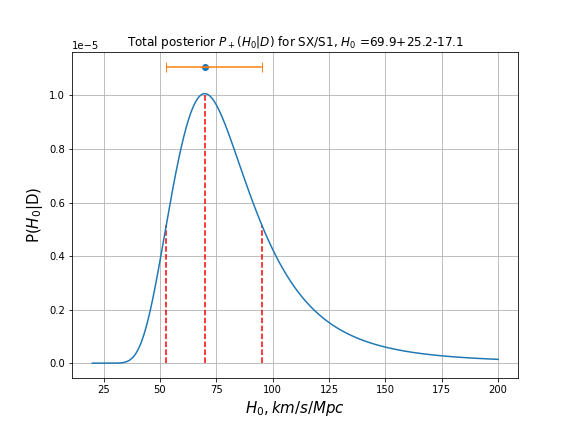 Total posterior P+(H0|D) for SX/S1, H0 =69.9+25.2-17.1
1e−5
1.0
0.8
0.6
0.4
0.2
0.0
P(H0|D)
25 50 75 100 125 150 175 200
H0, km/s/Mpc